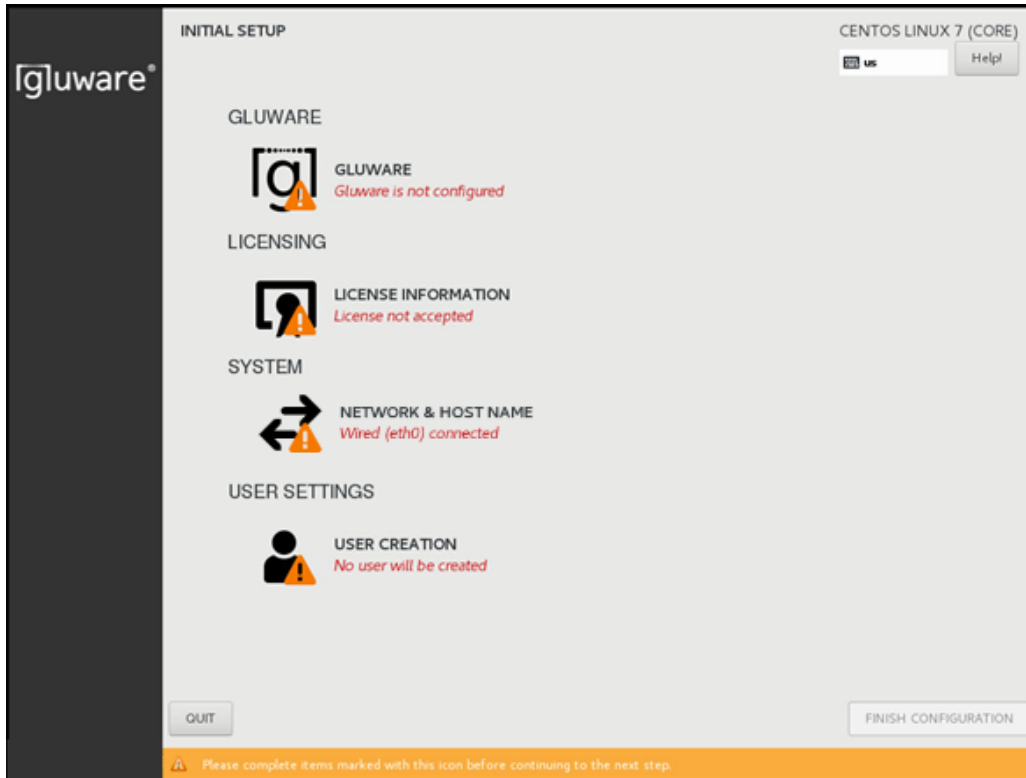 INITIAL SETUP
CENTOS LINUX 7 (CORE)
us
Help!
[g]luware®
GLUWARE
[g]
GLUWARE
Gluware is not configured
LICENSING
LICENSE INFORMATION
License not accepted
SYSTEM
NETWORK & HOST NAME
Wired (eth0) connected
USER SETTINGS
USER CREATION
No user will be created
QUIT
FINISH CONFIGURATION
Please complete items marked with this icon before continuing to the next step.